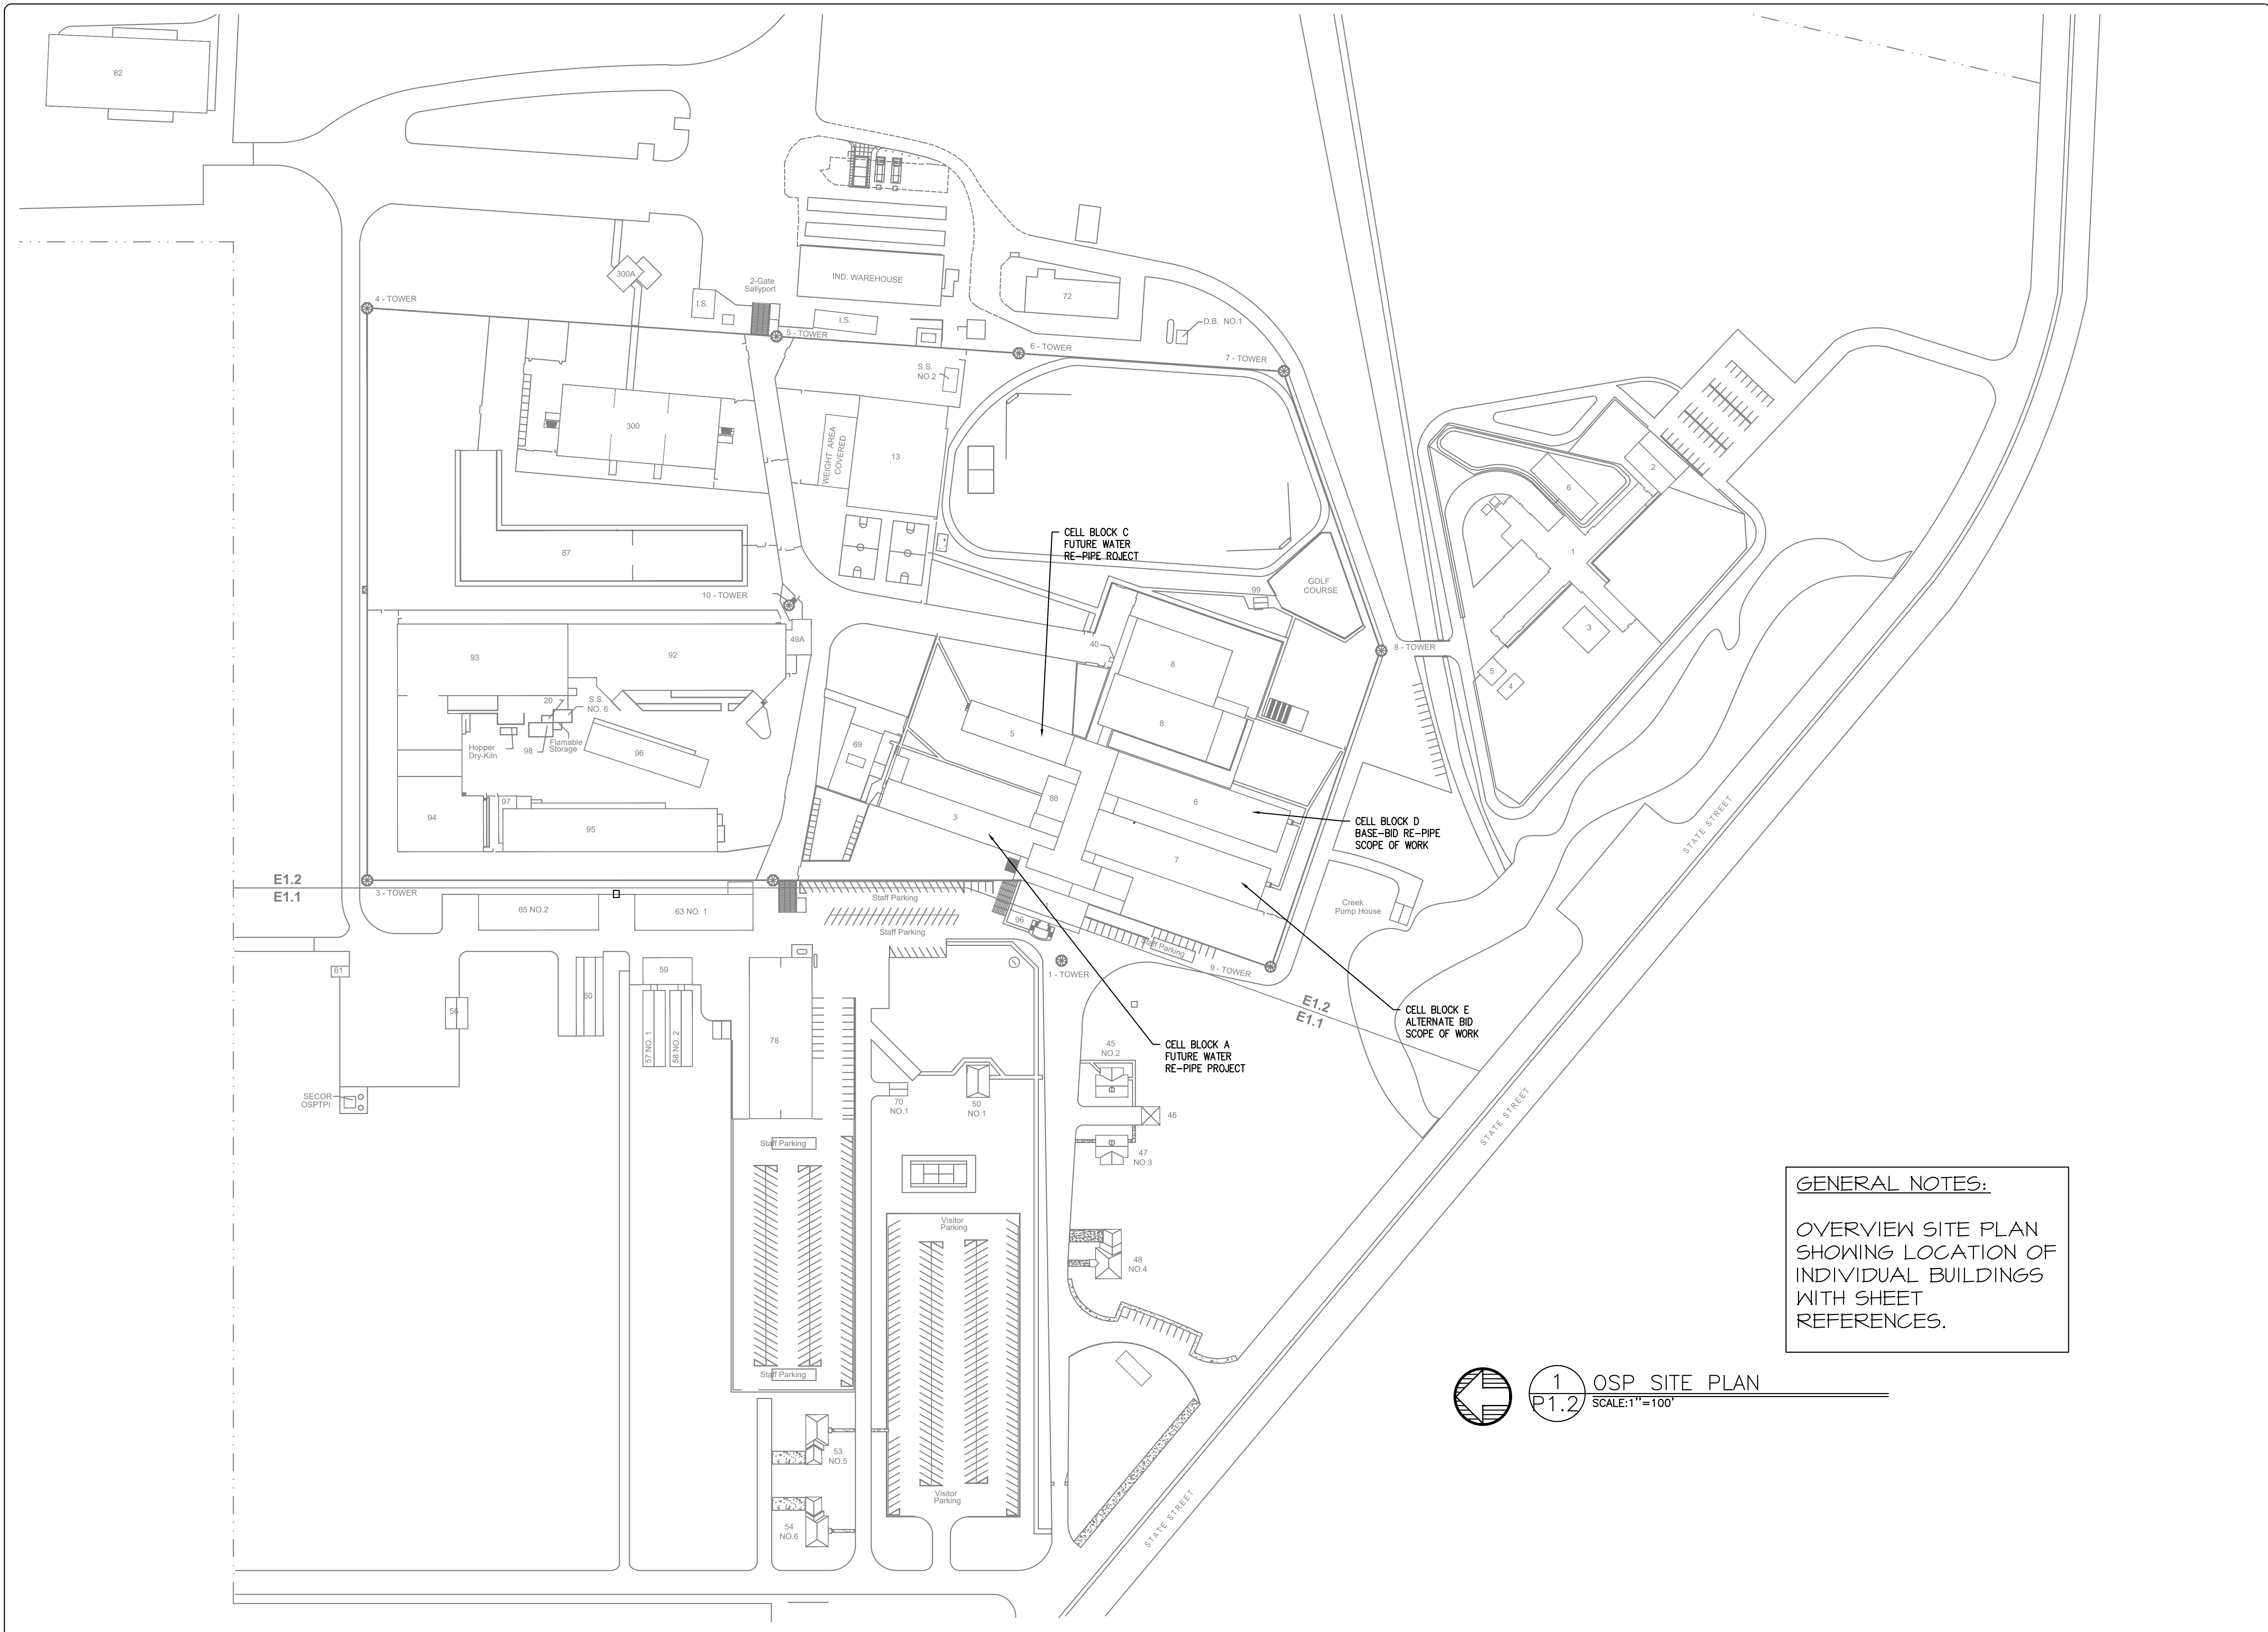 82
300A
2-Gate
Sallyport
IND. WAREHOUSE
72
I.S.
I.S.
D.B. NO.1
4 - TOWER
5 - TOWER
6 - TOWER
7 - TOWER
S.S.
NO.2
300
WEIGHT AREA
COVERED
13
6
2
1
CELL BLOCK C
FUTURE WATER
RE-PIPE ROJECT
87
GOLF
COURSE
10 - TOWER
99
3
49A
40
8 - TOWER
93
92
8
5
4
20
S.S.
NO. 6
8
Hopper
Dry-Kiln
98
Flamable
Storage
96
69
5
88
6
97
94
95
3
7
CELL BLOCK D
BASE-BID RE-PIPE
SCOPE OF WORK
STATE STREET
E1.2
E1.1
3 - TOWER
65 NO.2
63 NO. 1
Staff Parking
Staff Parking
1
96
Staff Parking
Creek
Pump House
61
59
60
56
57 NO. 1
58 NO. 2
78
1 - TOWER
9 - TOWER
E1.2
E1.1
CELL BLOCK E
ALTERNATE BID
SCOPE OF WORK
CELL BLOCK A
FUTURE WATER
RE-PIPE PROJECT
45
NO.2
SECOR
OSPTPI
70
NO.1
50
NO.1
46
STATE STREET
Staff Parking
47
NO.3
Visitor
Parking
48
NO.4
GENERAL NOTES:
OVERVIEW SITE PLAN
SHOWING LOCATION OF
INDIVIDUAL BUILDINGS
WITH SHEET
REFERENCES.
Staff Parking
1
P1.2
OSP SITE PLAN
SCALE:1"=100'
53
NO.5
Visitor
Parking
54
NO.6
STATE STREET